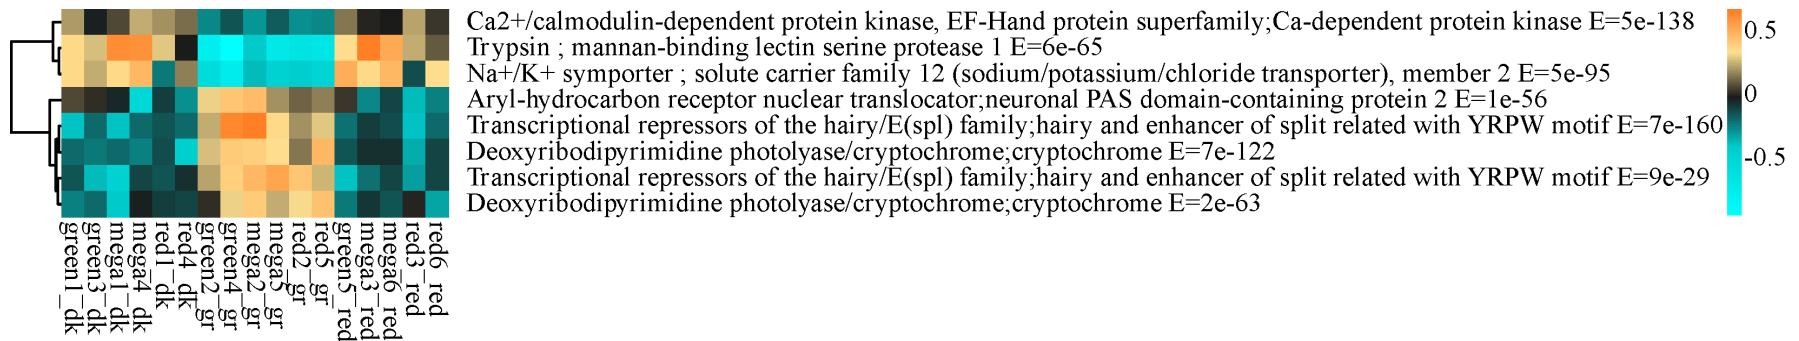 Ca2+/calmodulin-dependent protein kinase, EF-Hand protein superfamily;Ca-dependent protein kinase E=5e-138
Trypsin ; mannan-binding lectin serine protease 1 E=6e-65
Na+/K+ symporter ; solute carrier family 12 (sodium/potassium/chloride transporter), member 2 E=5e-95
Aryl-hydrocarbon receptor nuclear translocator;neuronal PAS domain-containing protein 2 E=1e-56
Transcriptional repressors of the hairy/E(spl) family;hairy and enhancer of split related with YRPW motif E=7e-160
Deoxyribodipyrimidine photolyase/cryptochrome;cryptochrome E=7e-122
Transcriptional repressors of the hairy/E(spl) family;hairy and enhancer of split related with YRPW motif E=9e-29
Deoxyribodipyrimidine photolyase/cryptochrome;cryptochrome E=2e-63
0.5
0
-0.5
green1_dk
green3_dk
mega1_dk
mega4_dk
red1_dk
red4_dk
green2_gr
green4_gr
mega2_gr
mega5_gr
red2_gr
red5_gr
green5_red
mega3_red
mega6_red
red3_red
red6_red